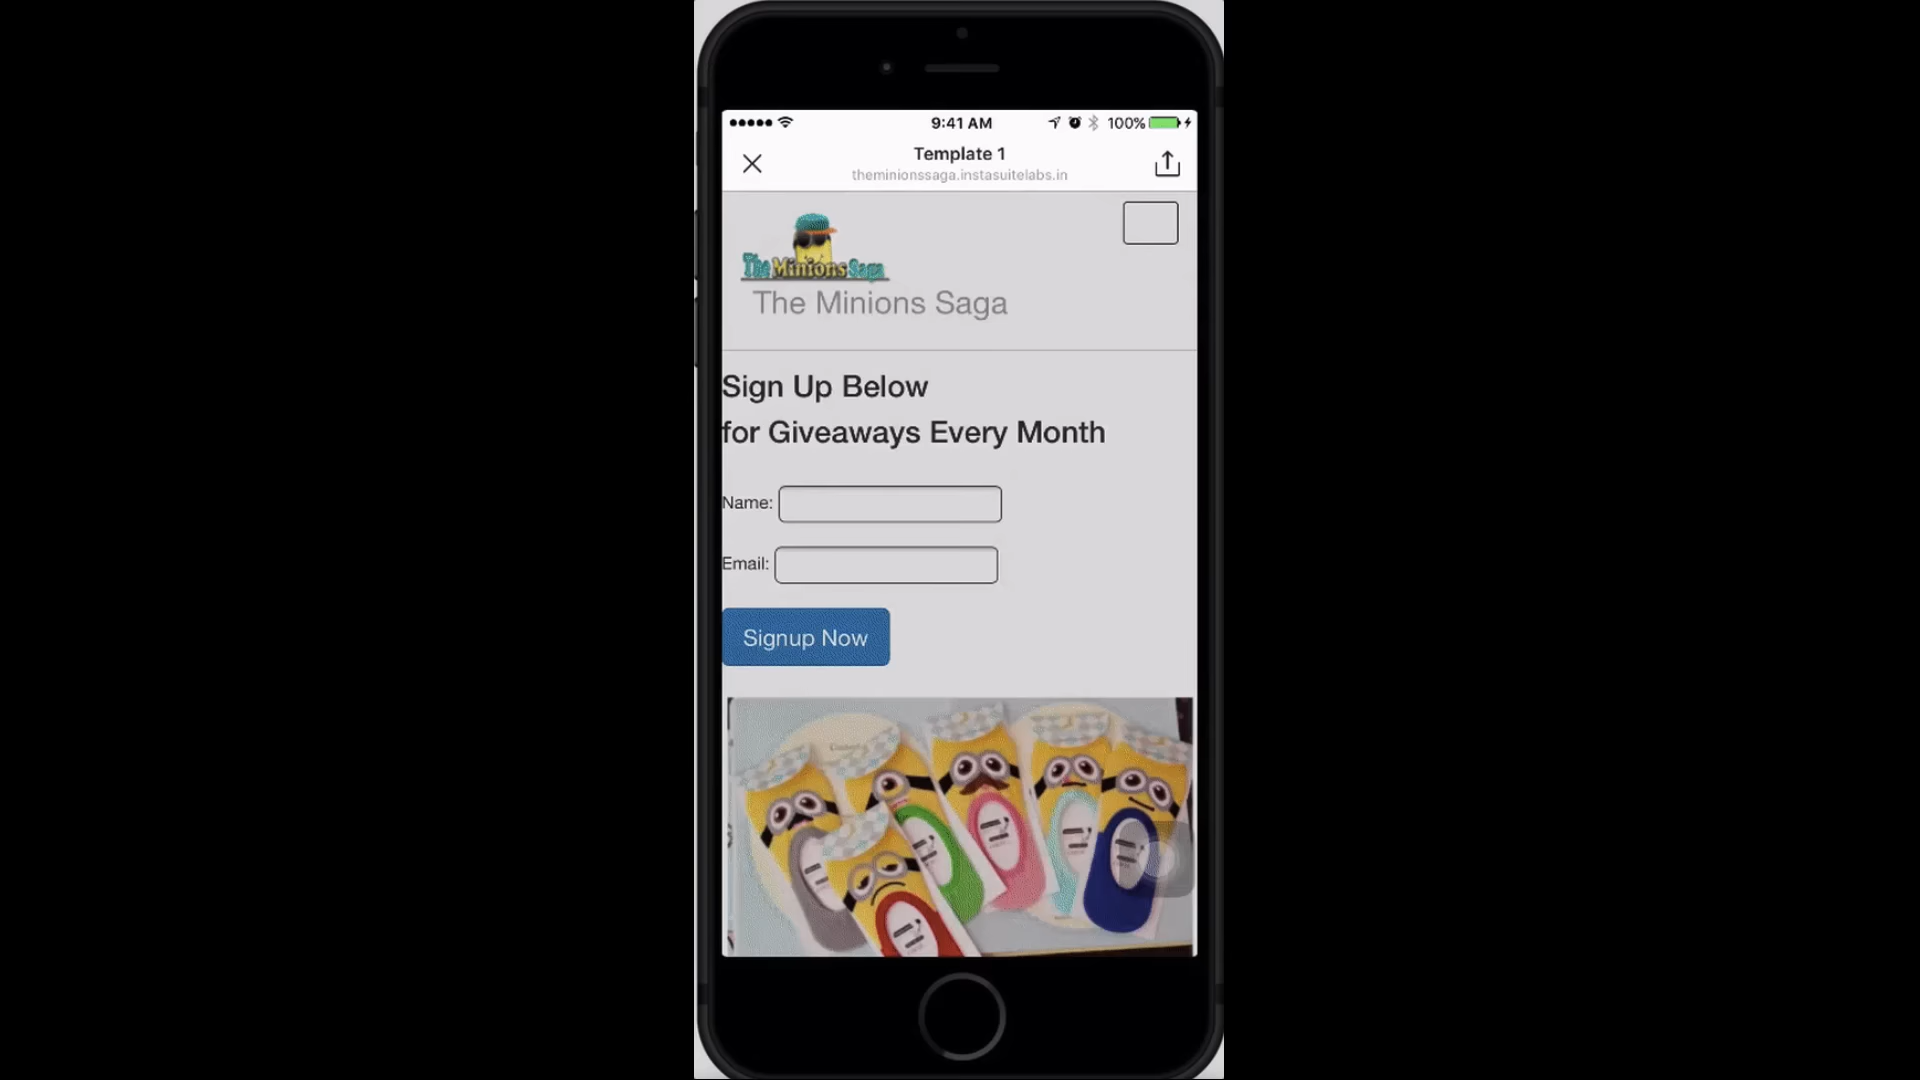 9:41 AM
100%
Template 1
theminionssaga.instasuitelabs.in
The Minions Saga
The Minions Saga
Sign Up Below
for Giveaways Every Month
Name:
Email:
Signup Now